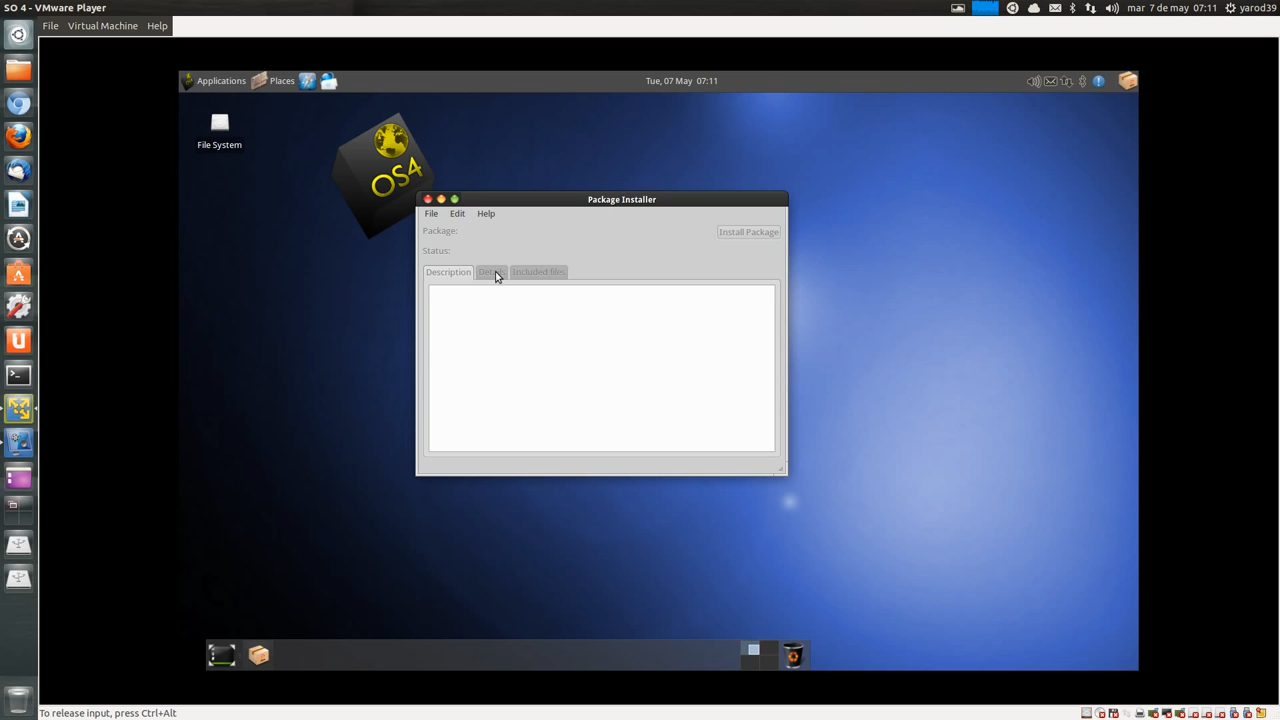 SO 4 - VMware Player
mar 7 de may 07:11 yarod39
File Virtual Machine Help
Applications Places
Tue, 07 May 07:11
File System
OS4
Package Installer
File Edit Help
Package:
Install Package
Status:
Description Details Included files
To release input, press Ctrl+Alt